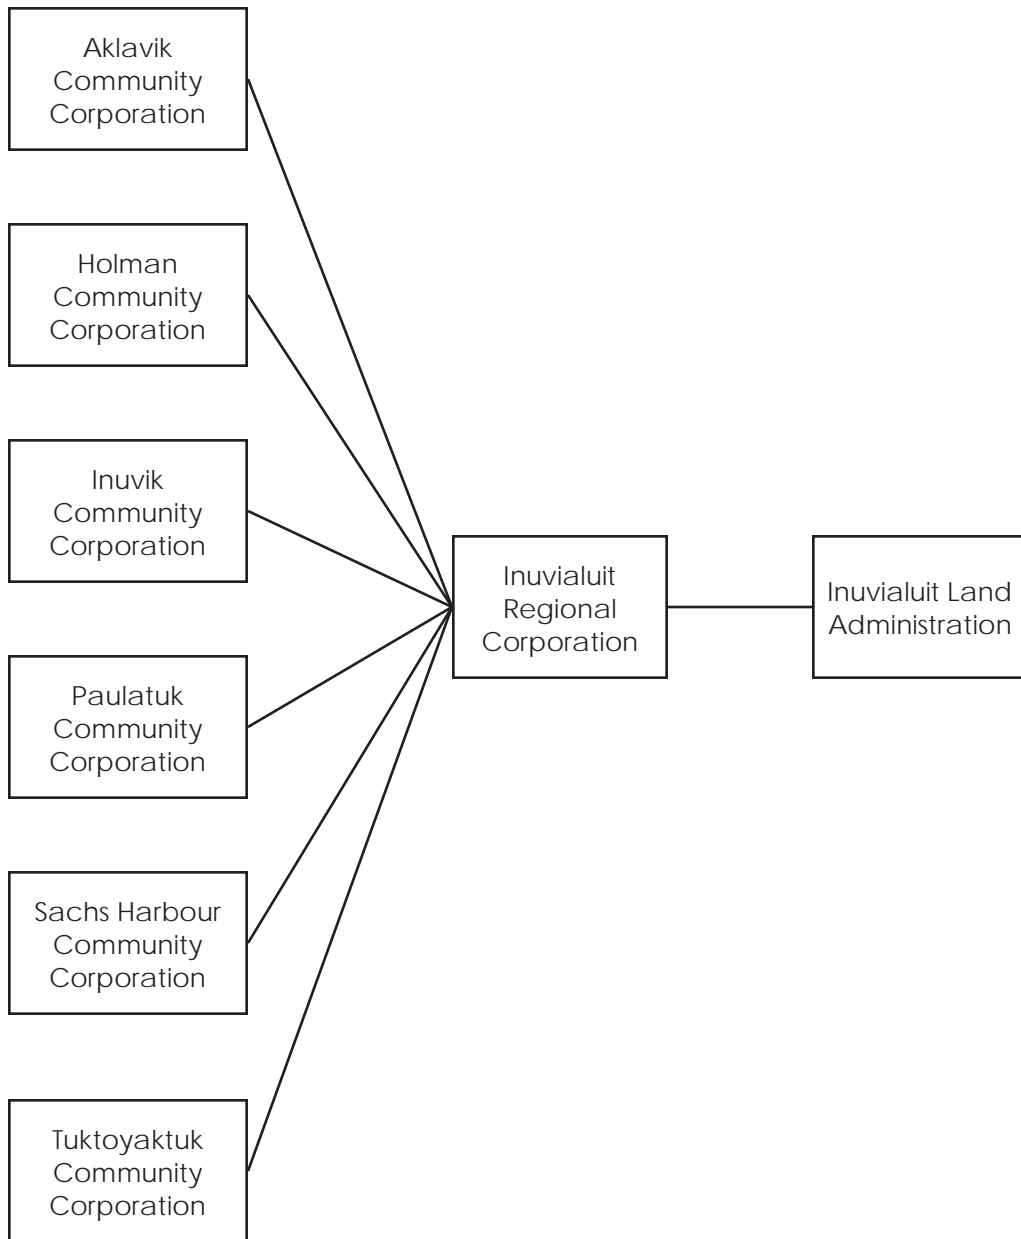 Aklavik
Community
Corporation
Holman
Community
Corporation
Inuvik
Community
Corporation
Paulatuk
Community
Corporation
Sachs Harbour
Community
Corporation
Tuktoyaktuk
Community
Corporation
Inuvialuit
Regional
Corporation
Inuvialuit Land
Administration